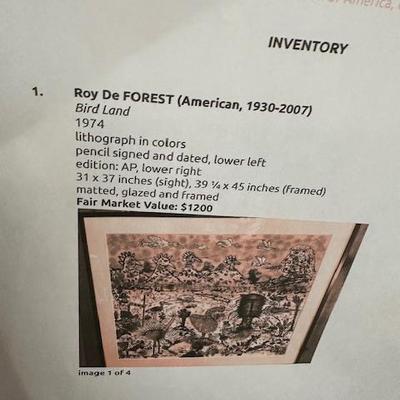 of America,
INVENTORY
1. Roy De FOREST (American, 1930-2007)
Bird Land
1974
lithograph in colors
pencil signed and dated, lower left
edition: AP, lower right
31 x 37 inches (sight), 39 ¼ x 45 inches (framed)
matted, glazed and framed
Fair Market Value: $1200
image 1 of 4